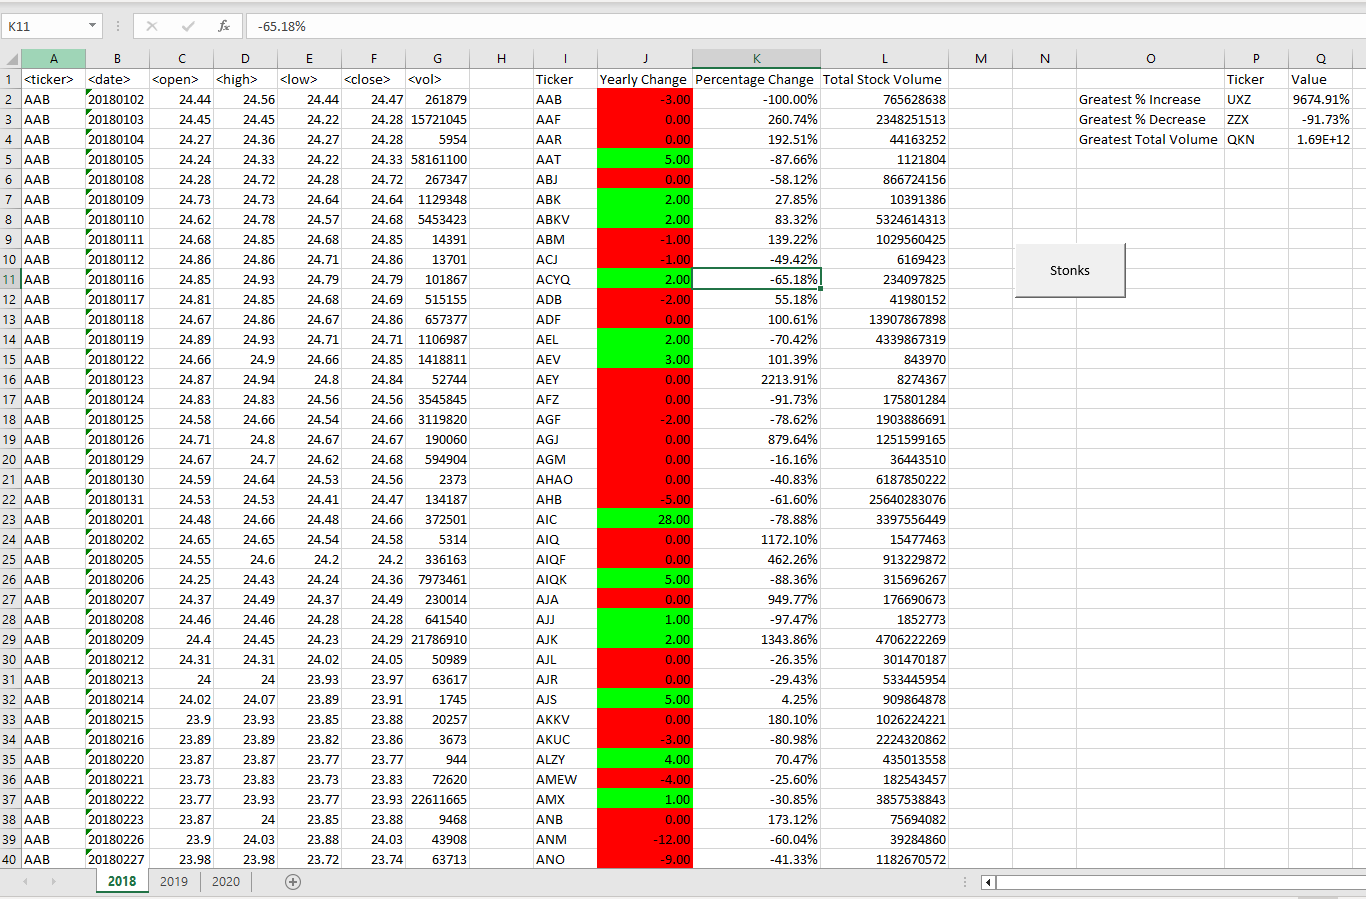 K11 fx -65.18%
A B C D E F G H I J K L M N O P Q
1 <ticker> <date> <open> <high> <low> <close> <vol> Ticker Yearly Change Percentage Change Total Stock Volume Ticker Value
2 AAB 20180102 24.44 24.56 24.44 24.47 261879 AAB -3.00 -100.00% 765628638 Greatest % Increase UXZ 9674.91%
3 AAB 20180103 24.45 24.45 24.22 24.28 15721045 AAF 0.00 260.74% 2348251513 Greatest % Decrease ZZX -91.73%
4 AAB 20180104 24.27 24.36 24.27 24.28 5954 AAR 0.00 192.51% 44163252 Greatest Total Volume QKN 1.69E+12
5 AAB 20180105 24.24 24.33 24.22 24.33 58161100 AAT 5.00 -87.66% 1121804
6 AAB 20180108 24.28 24.72 24.28 24.72 267347 ABJ 0.00 -58.12% 866724156
7 AAB 20180109 24.73 24.73 24.64 24.64 1129348 ABK 2.00 27.85% 10391386
8 AAB 20180110 24.62 24.78 24.57 24.68 5453423 ABKV 2.00 83.32% 5324614313
9 AAB 20180111 24.68 24.85 24.68 24.85 14391 ABM -1.00 139.22% 1029560425
10 AAB 20180112 24.86 24.86 24.71 24.86 13701 ACJ -1.00 -49.42% 6169423
11 AAB 20180116 24.85 24.93 24.79 24.79 101867 ACYQ 2.00 -65.18% 234097825 Stonks
12 AAB 20180117 24.81 24.85 24.68 24.69 515155 ADB -2.00 55.18% 41980152
13 AAB 20180118 24.67 24.86 24.67 24.86 657377 ADF 0.00 100.61% 13907867898
14 AAB 20180119 24.89 24.93 24.71 24.71 1106987 AEL 2.00 -70.42% 4339867319
15 AAB 20180122 24.66 24.9 24.66 24.85 1418811 AEV 3.00 101.39% 843970
16 AAB 20180123 24.87 24.94 24.8 24.84 52744 AEY 0.00 2213.91% 8274367
17 AAB 20180124 24.83 24.83 24.56 24.56 3545845 AFZ 0.00 -91.73% 175801284
18 AAB 20180125 24.58 24.66 24.54 24.66 3119820 AGF -2.00 -78.62% 1903886691
19 AAB 20180126 24.71 24.8 24.67 24.67 190060 AGJ 0.00 879.64% 1251599165
20 AAB 20180129 24.67 24.7 24.62 24.68 594904 AGM 0.00 -16.16% 36443510
21 AAB 20180130 24.59 24.64 24.53 24.56 2373 AHAO 0.00 -40.83% 6187850222
22 AAB 20180131 24.53 24.53 24.41 24.47 134187 AHB -5.00 -61.60% 25640283076
23 AAB 20180201 24.48 24.66 24.48 24.66 372501 AIC 28.00 -78.88% 3397556449
24 AAB 20180202 24.65 24.65 24.54 24.58 5314 AIQ 0.00 1172.10% 15477463
25 AAB 20180205 24.55 24.6 24.2 24.2 336163 AIQF 0.00 462.26% 913229872
26 AAB 20180206 24.25 24.43 24.24 24.36 7973461 AIQK 5.00 -88.36% 315696267
27 AAB 20180207 24.37 24.49 24.37 24.49 230014 AJA 0.00 949.77% 176690673
28 AAB 20180208 24.46 24.46 24.28 24.28 641540 AJJ 1.00 -97.47% 1852773
29 AAB 20180209 24.4 24.45 24.23 24.29 21786910 AJK 2.00 1343.86% 4706222269
30 AAB 20180212 24.31 24.31 24.02 24.05 50989 AJL 0.00 -26.35% 301470187
31 AAB 20180213 24 24 23.93 23.97 63617 AJR 0.00 -29.43% 533445954
32 AAB 20180214 24.02 24.07 23.89 23.91 1745 AJS 5.00 4.25% 909864878
33 AAB 20180215 23.9 23.93 23.85 23.88 20257 AKKV 0.00 180.10% 1026224221
34 AAB 20180216 23.89 23.89 23.82 23.86 3673 AKUC -3.00 -80.98% 2224320862
35 AAB 20180220 23.87 23.87 23.77 23.77 944 ALZY 4.00 70.47% 435013558
36 AAB 20180221 23.73 23.83 23.73 23.83 72620 AMEW -4.00 -25.60% 182543457
37 AAB 20180222 23.77 23.93 23.77 23.93 22611665 AMX 1.00 -30.85% 3857538843
38 AAB 20180223 23.87 24 23.85 23.88 9468 ANB 0.00 173.12% 75694082
39 AAB 20180226 23.9 24.03 23.88 24.03 43908 ANM -12.00 -60.04% 39284860
40 AAB 20180227 23.98 23.98 23.72 23.74 63713 ANO -9.00 -41.33% 1182670572
2018 2019 2020